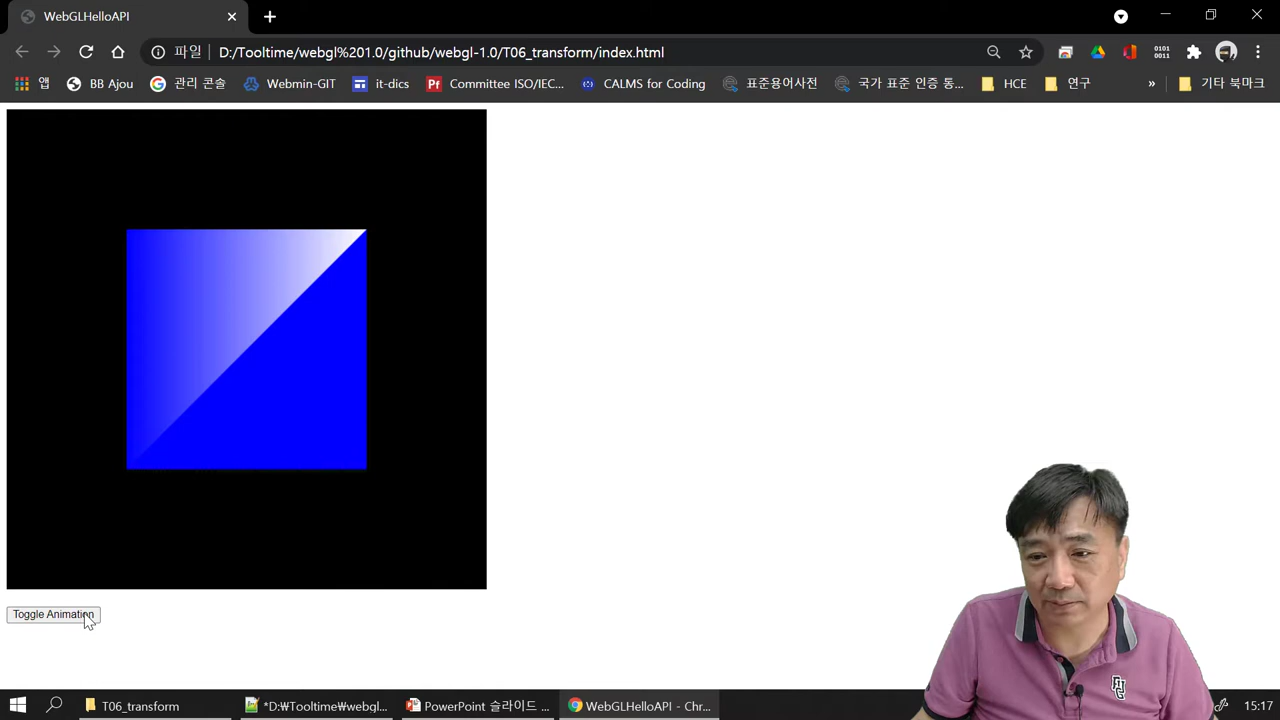 WebGLHelloAPI
파일 D:/Tooltime/webgl%201.0/github/webgl-1.0/T06_transform/index.html
0101
0011
앱 BB Ajou 관리 콘솔 Webmin-GIT it-dics Pf Committee ISO/IEC... CALMS for Coding 표준용어사전 국가 표준 인증 통... HCE 연구 » 기타 북마크
Toggle Animation
T06_transform *D:₩Tooltime₩webgl... PowerPoint 슬라이드 ... WebGLHelloAPI - Chr... 15:17